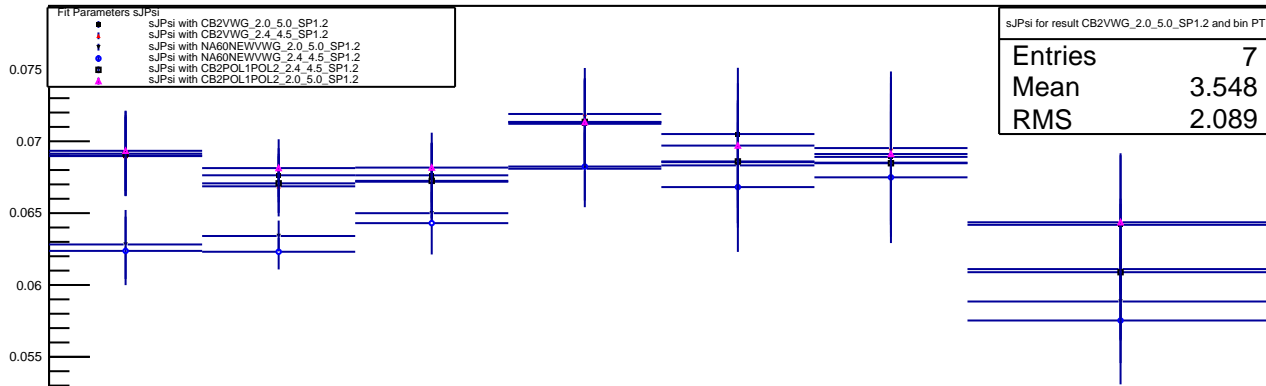 Fit Parameters sJPsi
sJPsi with CB2VWG_2.0_5.0_SP1.2
sJPsi with CB2VWG_2.4_4.5_SP1.2
sJPsi with NA60NEWVWG_2.0_5.0_SP1.2
sJPsi with NA60NEWVWG_2.4_4.5_SP1.2
sJPsi with CB2POL1POL2_2.4_4.5_SP1.2
sJPsi with CB2POL1POL2_2.0_5.0_SP1.2
sJPsi for result CB2VWG_2.0_5.0_SP1.2 and bin PT
Entries 7
Mean 3.548
RMS 2.089
0.075
0.07
0.065
0.06
0.055